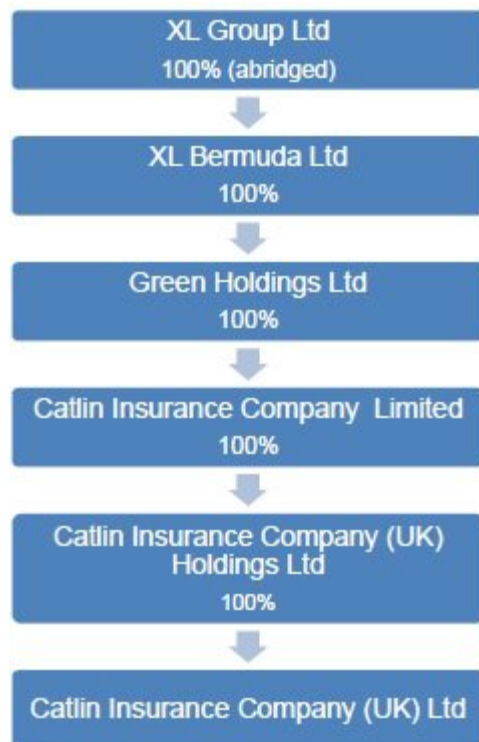 XL Group Ltd
100% (abridged)
XL Bermuda Ltd
100%
Green Holdings Ltd
100%
Catlin Insurance Company Limited
100%
Catlin Insurance Company (UK)
Holdings Ltd
100%
Catlin Insurance Company (UK) Ltd